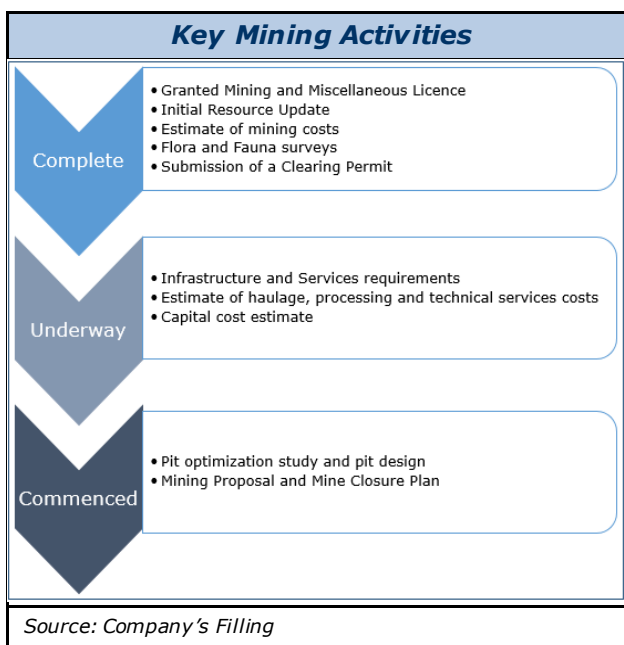 Key Mining Activities
Complete
• Granted Mining and Miscellaneous Licence
• Initial Resource Update
• Estimate of mining costs
• Flora and Fauna surveys
• Submission of a Clearing Permit
Underway
• Infrastructure and Services requirements
• Estimate of haulage, processing and technical services costs
• Capital cost estimate
Commenced
• Pit optimization study and pit design
• Mining Proposal and Mine Closure Plan
Source: Company's Filling